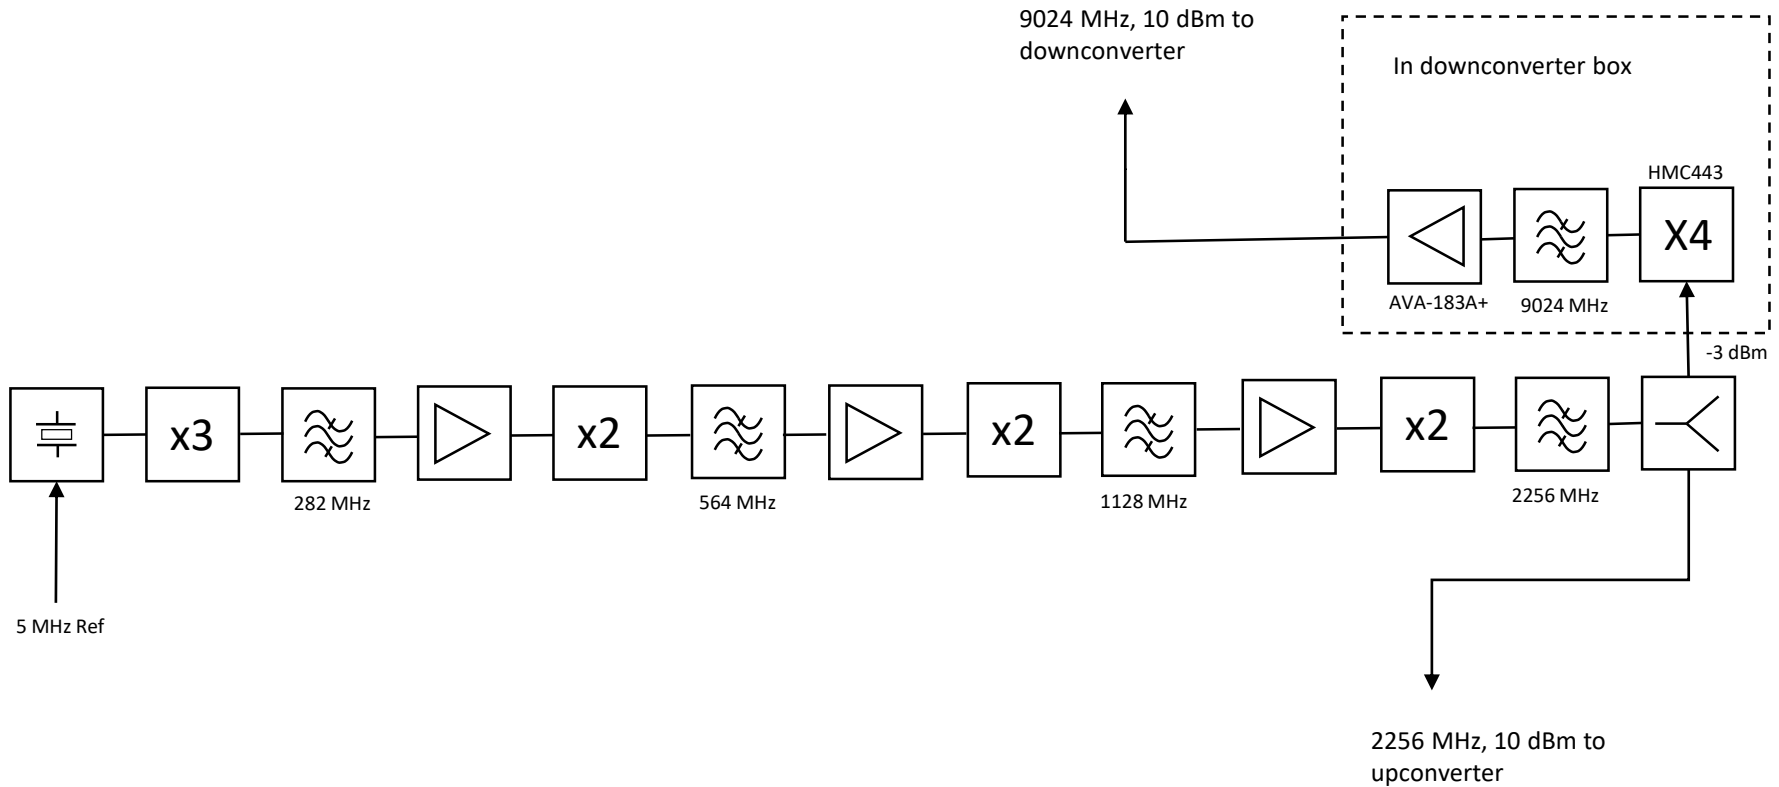 9024 MHz, 10 dBm to
downconverter
In downconverter box
HMC443
X4
AVA-183A+
9024 MHz
-3 dBm
x3
x2
x2
x2
282 MHz
564 MHz
1128 MHz
2256 MHz
5 MHz Ref
2256 MHz, 10 dBm to
upconverter